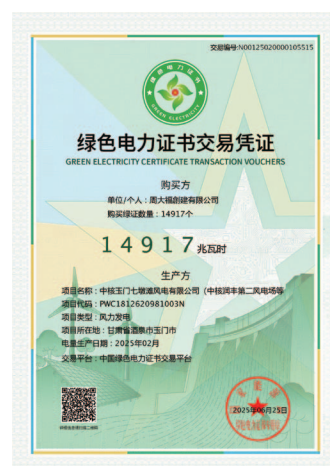 交易编号:N00125020000105515
绿色电力证书
GREEN ELECTRICITY
绿色电力证书交易凭证
GREEN ELECTRICITY CERTIFICATE TRANSACTION VOUCHERS
购买方
单位/个人：周大福創建有限公司
购买绿证数量：14917个
14917兆瓦时
生产方
项目名称：中核玉门七墩滩风电有限公司（中核润丰第二风电场等
项目代码：PWC1812620981003N
项目类型：风力发电
项目所在地：甘肃省酒泉市玉门市
电量生产日期：2025年02月
交易平台：中国绿色电力证书交易平台
2025年06月25日